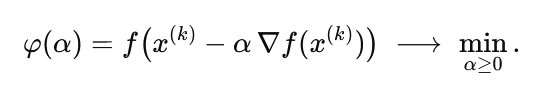 φ(α) = f(x^{(k)} − α ∇f(x^{(k)})) ⟶ min_{α≥0}.